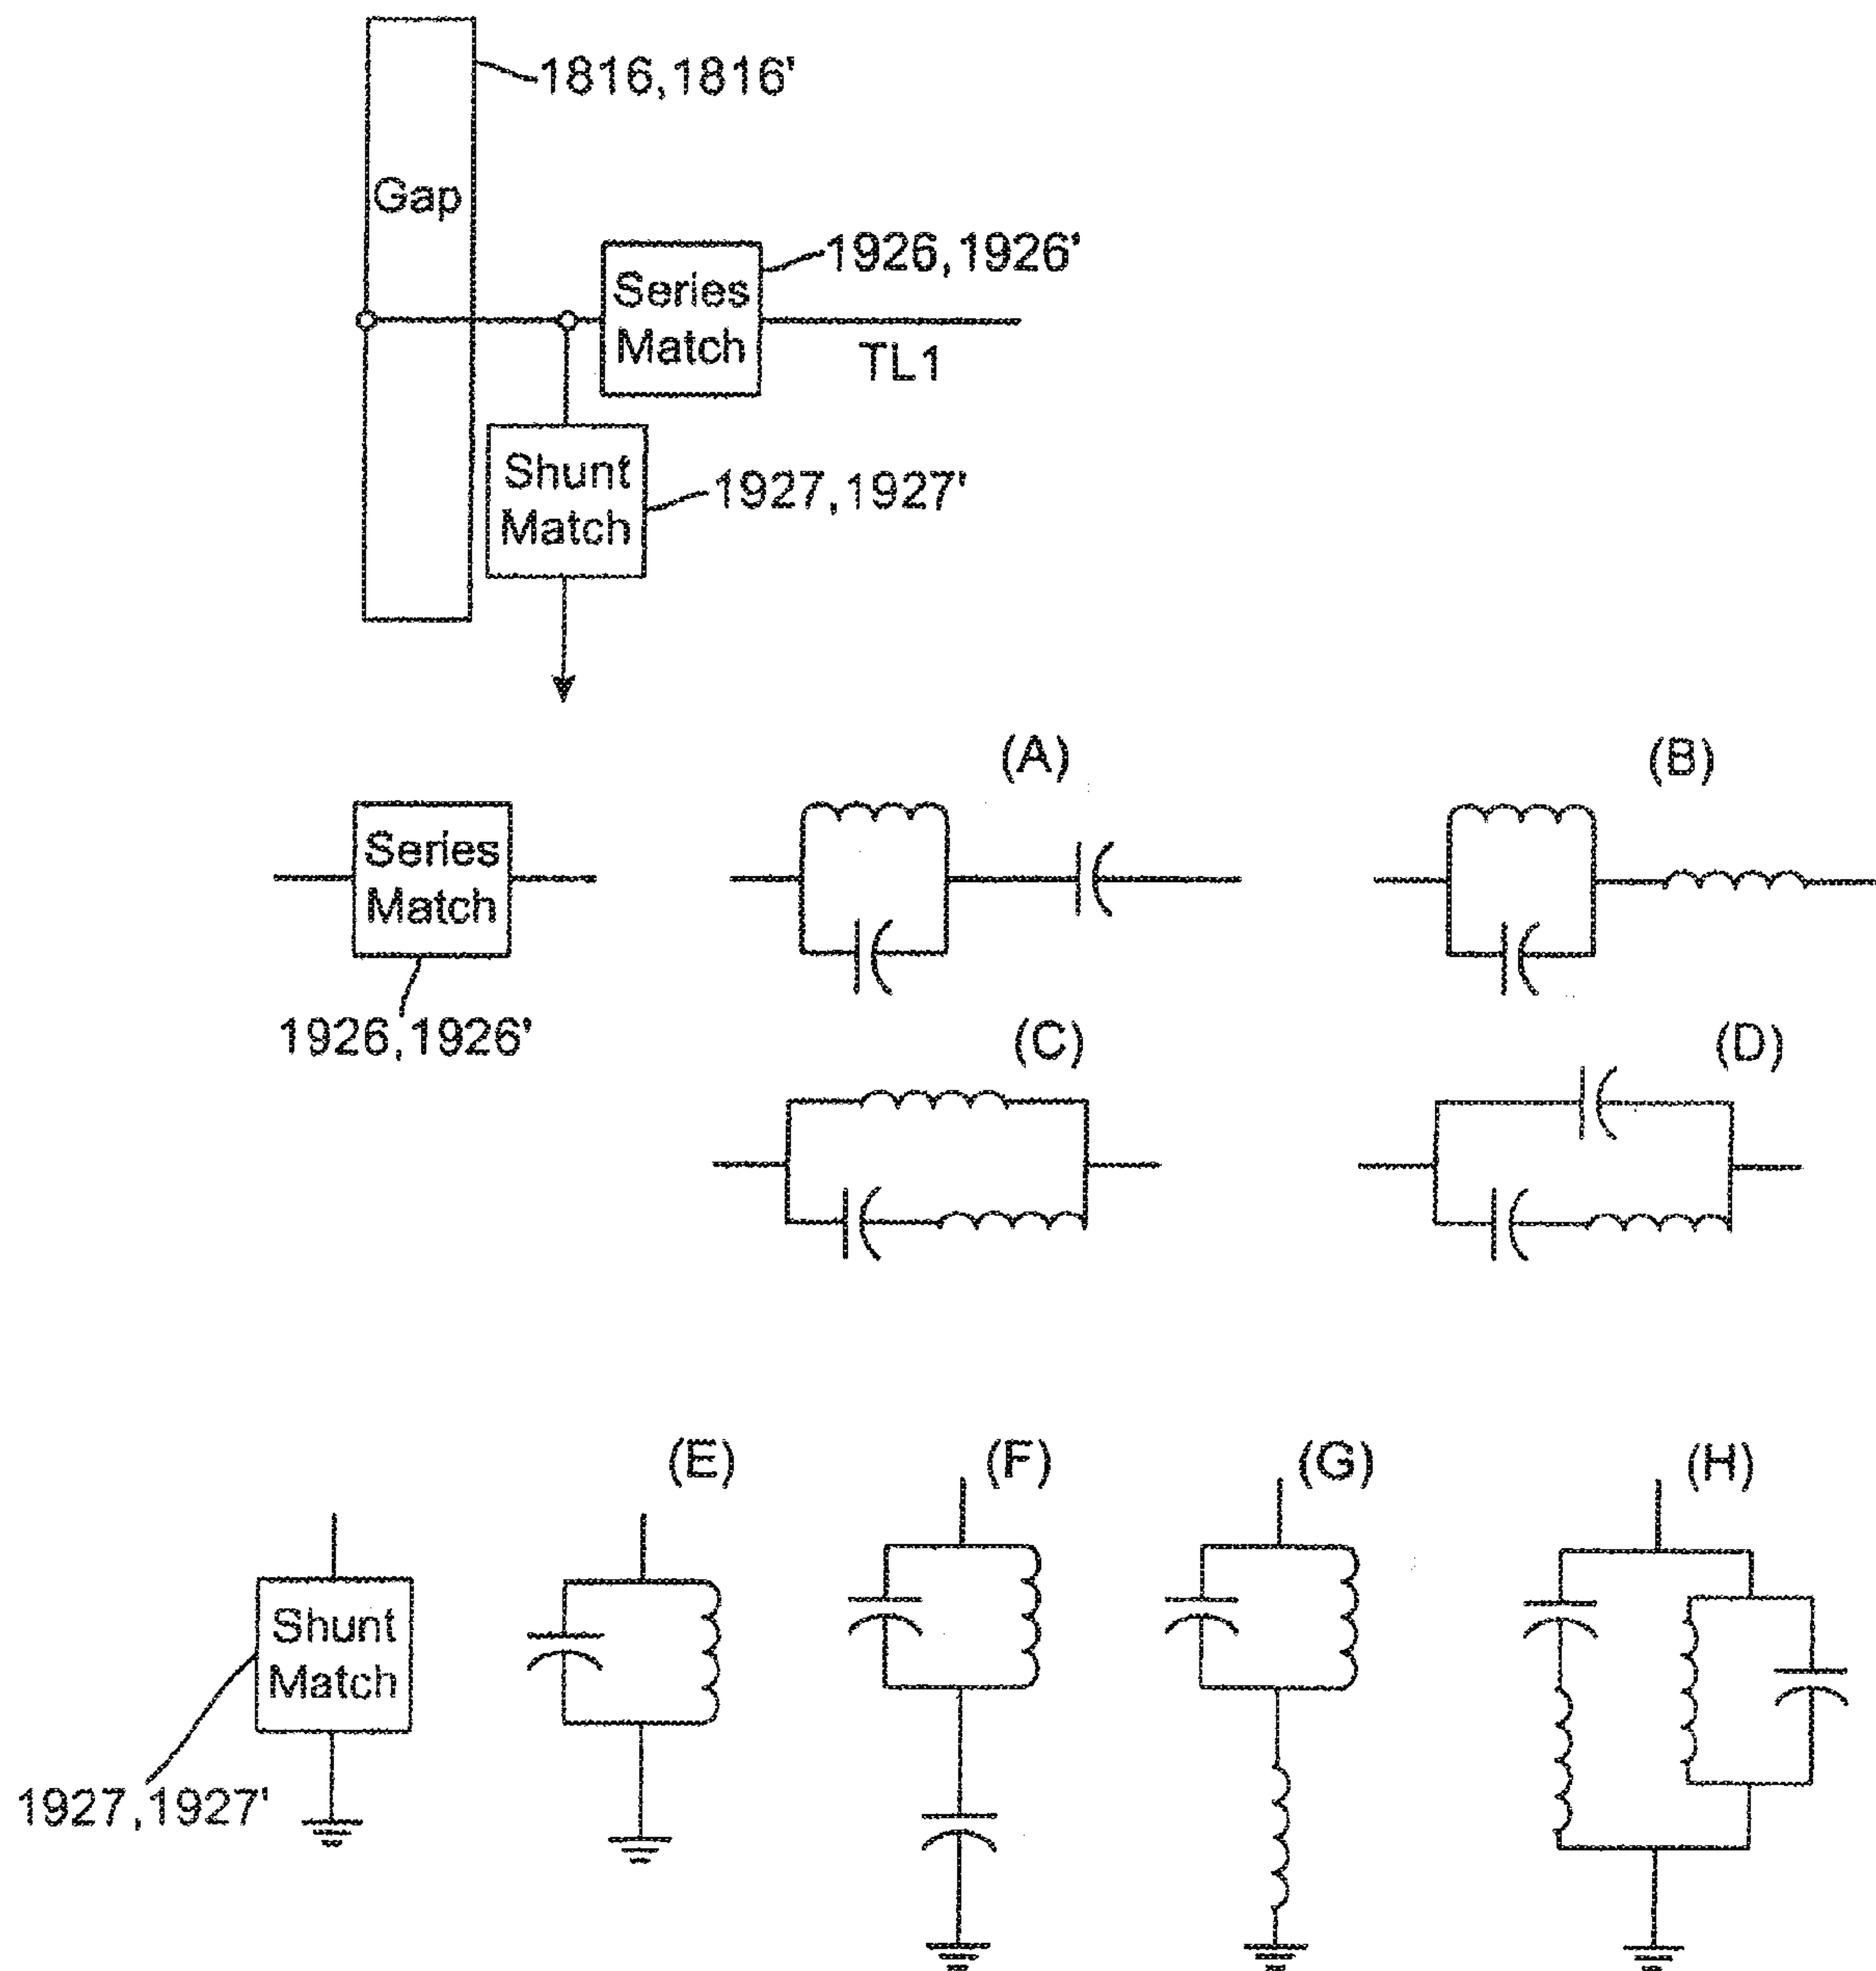 1816,1816'
Gap
1926,1926'
Series
Match
TL1
Shunt
Match
1927,1927'
(A)
(B)
Series
Match
1926,1926'
(C)
(D)
(E)
(F)
(G)
(H)
Shunt
Match
1927,1927'